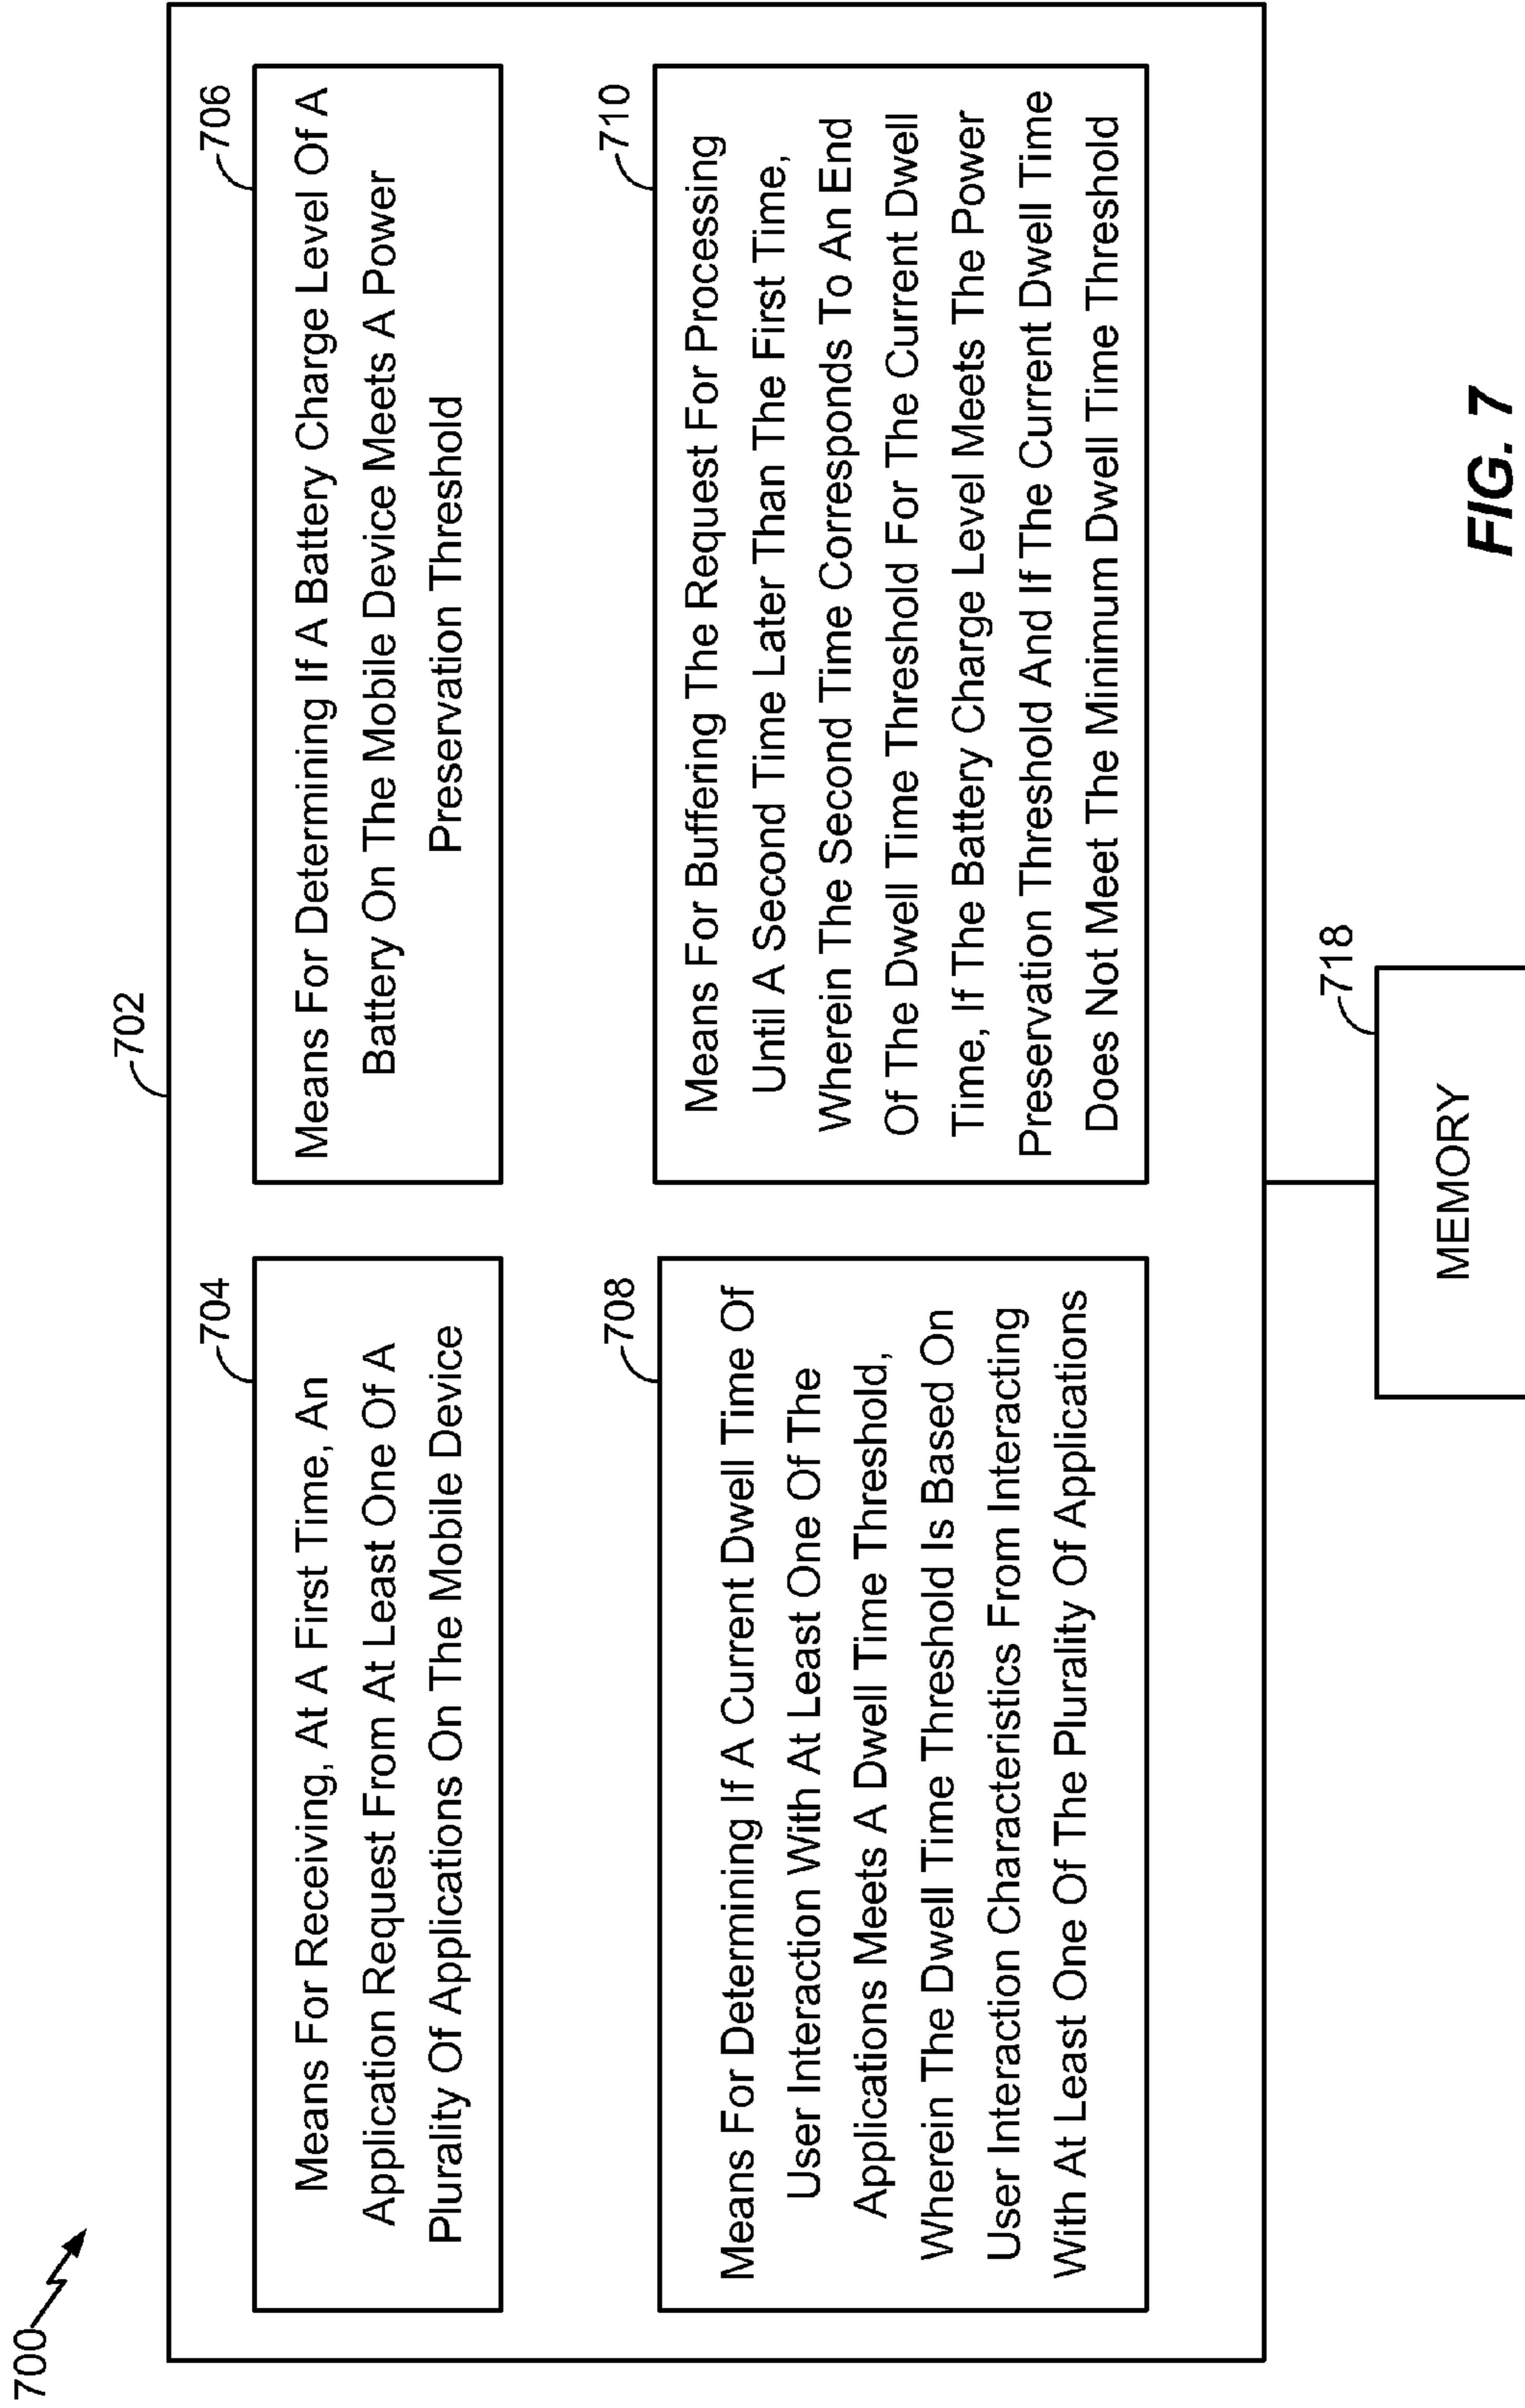 700
702
704
Means For Receiving, At A First Time, An
Application Request From At Least One Of A
Plurality Of Applications On The Mobile Device
706
Means For Determining If A Battery Charge Level Of A
Battery On The Mobile Device Meets A Power
Preservation Threshold
708
Means For Determining If A Current Dwell Time Of
User Interaction With At Least One Of The
Applications Meets A Dwell Time Threshold,
Wherein The Dwell Time Threshold Is Based On
User Interaction Characteristics From Interacting
With At Least One Of The Plurality Of Applications
710
Means For Buffering The Request For Processing
Until A Second Time Later Than The First Time,
Wherein The Second Time Corresponds To An End
Of The Dwell Time Threshold For The Current Dwell
Time, If The Battery Charge Level Meets The Power
Preservation Threshold And If The Current Dwell Time
Does Not Meet The Minimum Dwell Time Threshold
718
MEMORY
FIG. 7